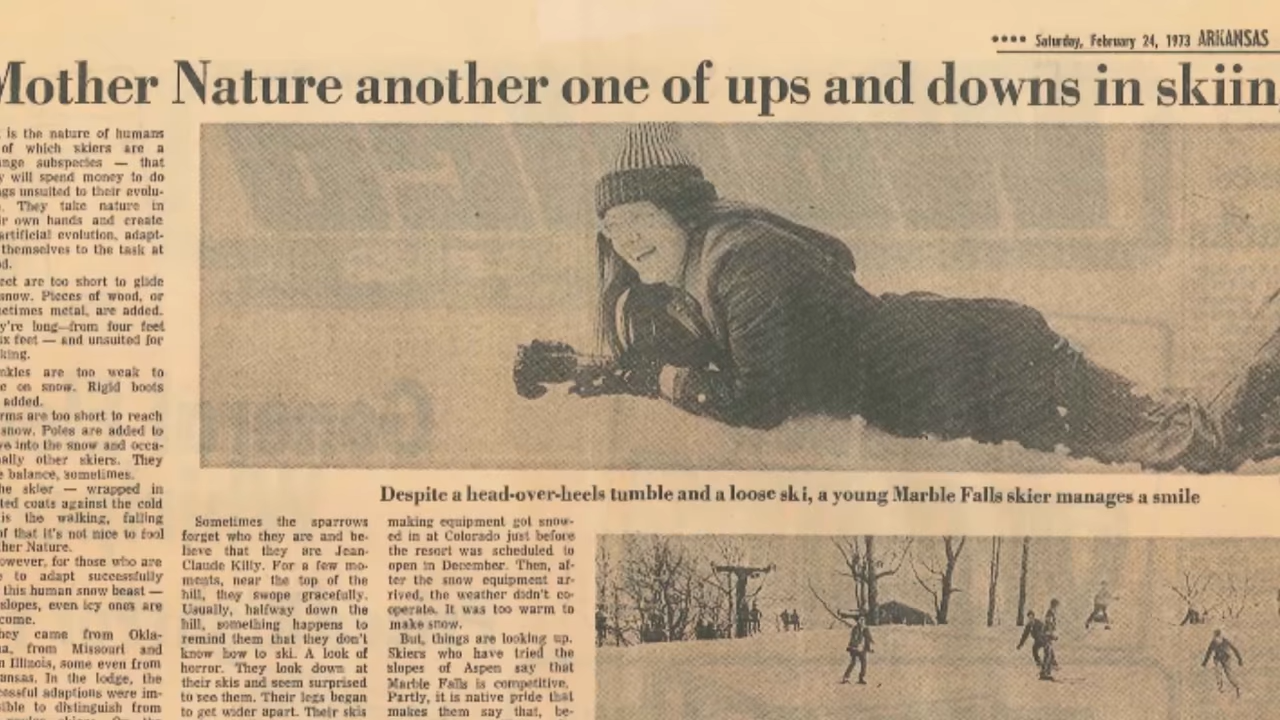 •••• Saturday, February 24, 1973 ARKANSAS
Mother Nature another one of ups and downs in skiin
is the nature of humans
of which skiers are a
nge subspecies — that
y will spend money to do
gs unsuited to their evolu-
. They take nature in
ir own hands and create
artificial evolution, adapt-
themselves to the task at
d.
eet are too short to glide
snow. Pieces of wood, or
etimes metal, are added.
y're long—from four feet
ix feet — and unsuited for
king.
nkles are too weak to
e on snow. Rigid boots
added.
rms are too short to reach
snow. Poles are added to
ve into the snow and occa-
ally other skiers. They
e balance, sometimes.
he skier — wrapped in
ted coats against the cold
is the walking, falling
of that it's not nice to fool
her Nature.
owever, for those who are
e to adapt successfully
this human snow beast —
slopes, even icy ones are
come.
hey came from Okla-
a, from Missouri and
n Illinois, some even from
ansas. In the lodge, the
essful adaptions were im-
sible to distinguish from
Despite a head-over-heels tumble and a loose ski, a young Marble Falls skier manages a smile
Sometimes the sparrows
forget who they are and be-
lieve that they are Jean-
Claude Killy. For a few mo-
ments, near the top of the
hill, they swope gracefully.
Usually, halfway down the
hill, something happens to
remind them that they don't
know how to ski. A look of
horror. They look down at
their skis and seem surprised
to see them. Their legs began
to get wider apart. Their skis
making equipment got snow-
ed in at Colorado just before
the resort was scheduled to
open in December. Then, af-
ter the snow equipment ar-
rived, the weather didn't co-
operate. It was too warm to
make snow.
But, things are looking up.
Skiers who have tried the
slopes of Aspen say that
Marble Falls is competitive.
Partly, it is native pride that
makes them say that, be-